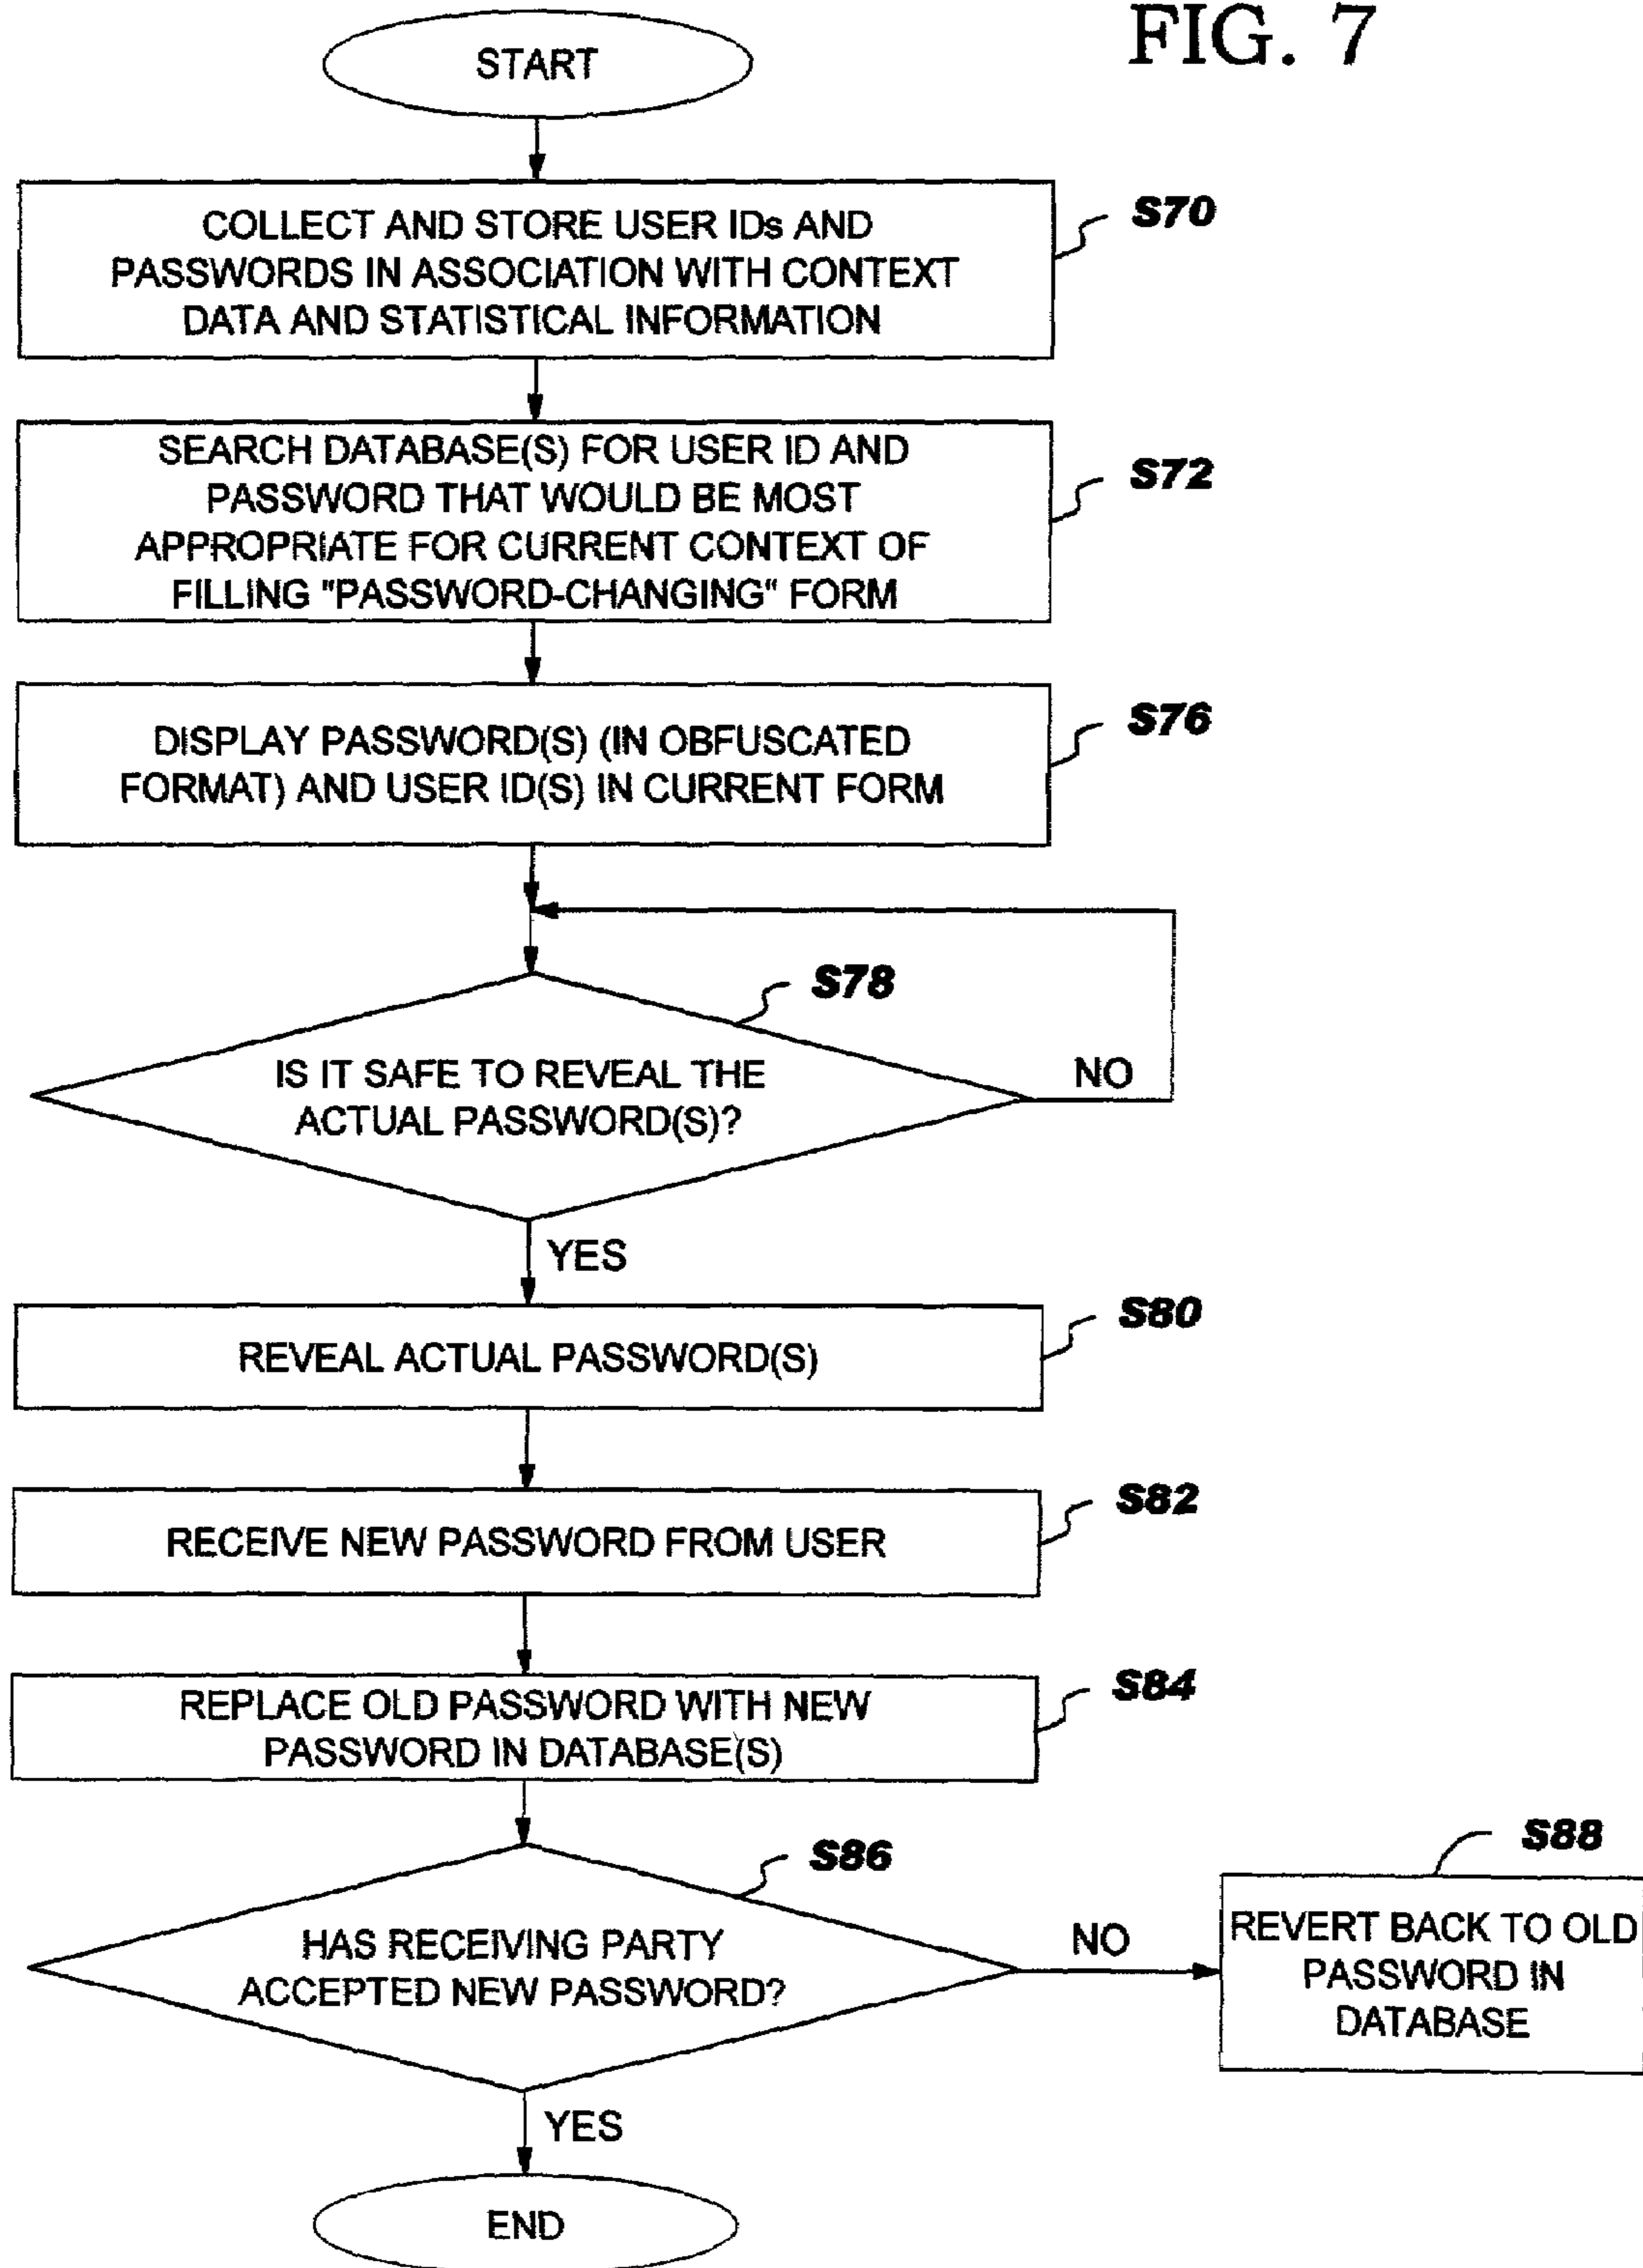 FIG. 7
START
COLLECT AND STORE USER IDs AND
PASSWORDS IN ASSOCIATION WITH CONTEXT
DATA AND STATISTICAL INFORMATION
S70
SEARCH DATABASE(S) FOR USER ID AND
PASSWORD THAT WOULD BE MOST
APPROPRIATE FOR CURRENT CONTEXT OF
FILLING "PASSWORD-CHANGING" FORM
S72
DISPLAY PASSWORD(S) (IN OBFUSCATED
FORMAT) AND USER ID(S) IN CURRENT FORM
S76
S78
IS IT SAFE TO REVEAL THE
ACTUAL PASSWORD(S)?
NO
YES
REVEAL ACTUAL PASSWORD(S)
S80
RECEIVE NEW PASSWORD FROM USER
S82
REPLACE OLD PASSWORD WITH NEW
PASSWORD IN DATABASE(S)
S84
S86
HAS RECEIVING PARTY
ACCEPTED NEW PASSWORD?
NO
S88
REVERT BACK TO OLD
PASSWORD IN
DATABASE
YES
END